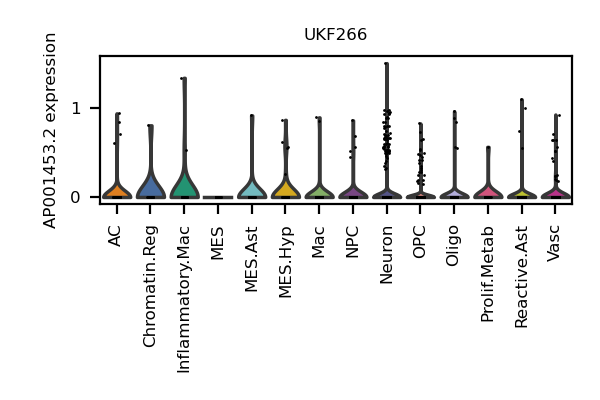 UKF266
AP001453.2 expression
1
0
AC
Chromatin.Reg
Inflammatory.Mac
MES
MES.Ast
MES.Hyp
Mac
NPC
Neuron
OPC
Oligo
Prolif.Metab
Reactive.Ast
Vasc